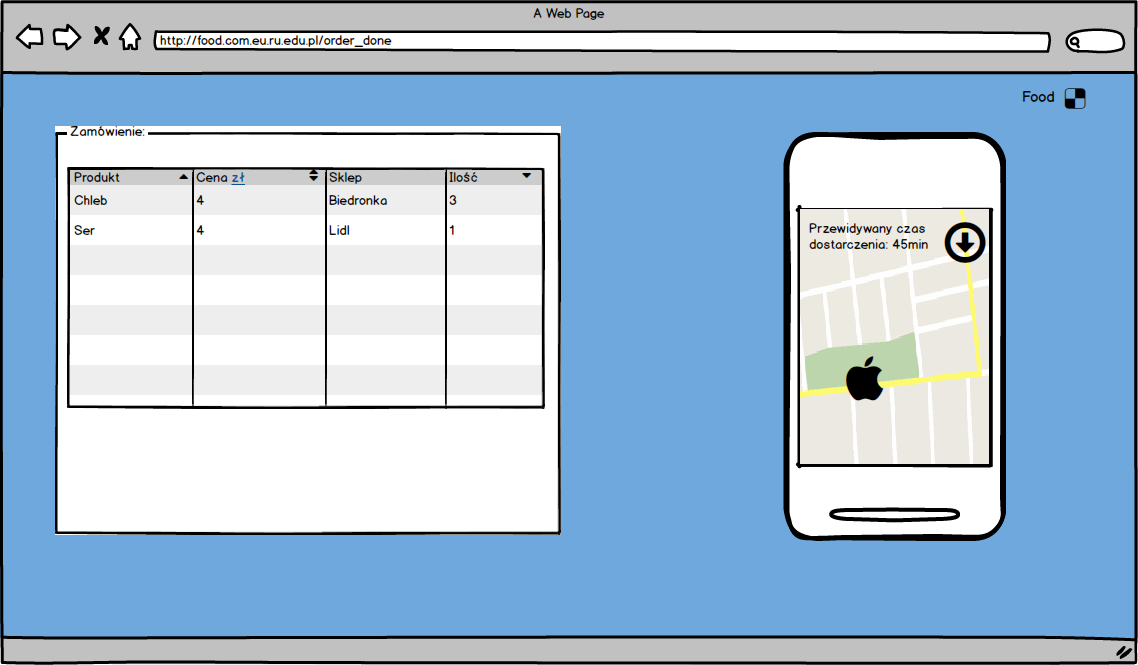 A Web Page
http://food.com.eu.ru.edu.pl/order_done
Food
Zamówienie:
Produkt Cena zł Sklep Ilość
Chleb 4 Biedronka 3
Ser 4 Lidl 1
Przewidywany czas
dostarczenia: 45min